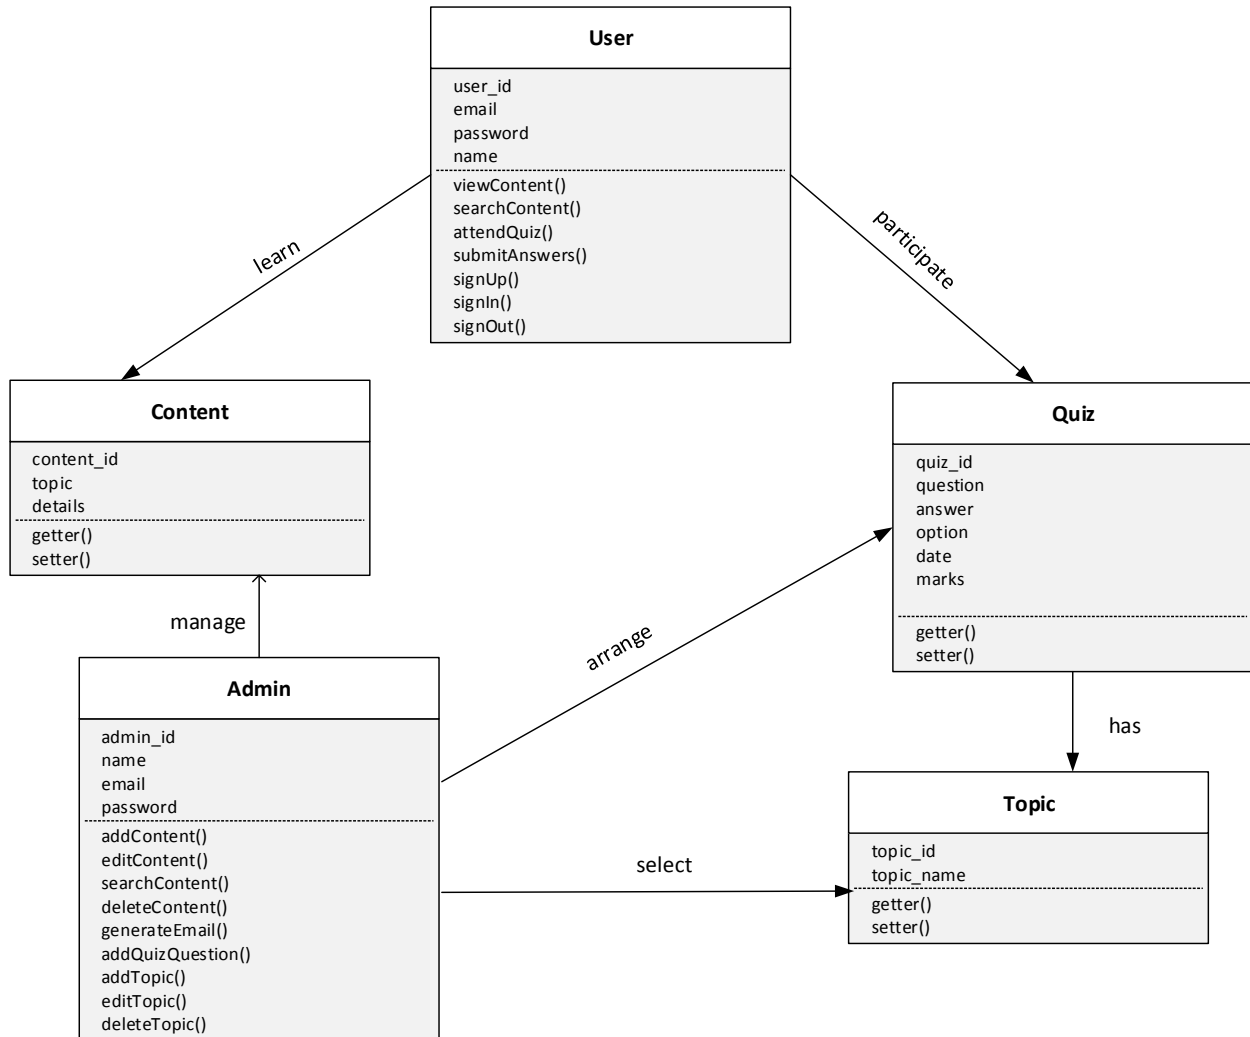 User
user_id
email
password
name
viewContent()
searchContent()
attendQuiz()
submitAnswers()
signUp()
signIn()
signOut()
learn
participate
Content
content_id
topic
details
getter()
setter()
Quiz
quiz_id
question
answer
option
date
marks
getter()
setter()
manage
arrange
has
Admin
admin_id
name
email
password
addContent()
editContent()
searchContent()
deleteContent()
generateEmail()
addQuizQuestion()
addTopic()
editTopic()
deleteTopic()
select
Topic
topic_id
topic_name
getter()
setter()